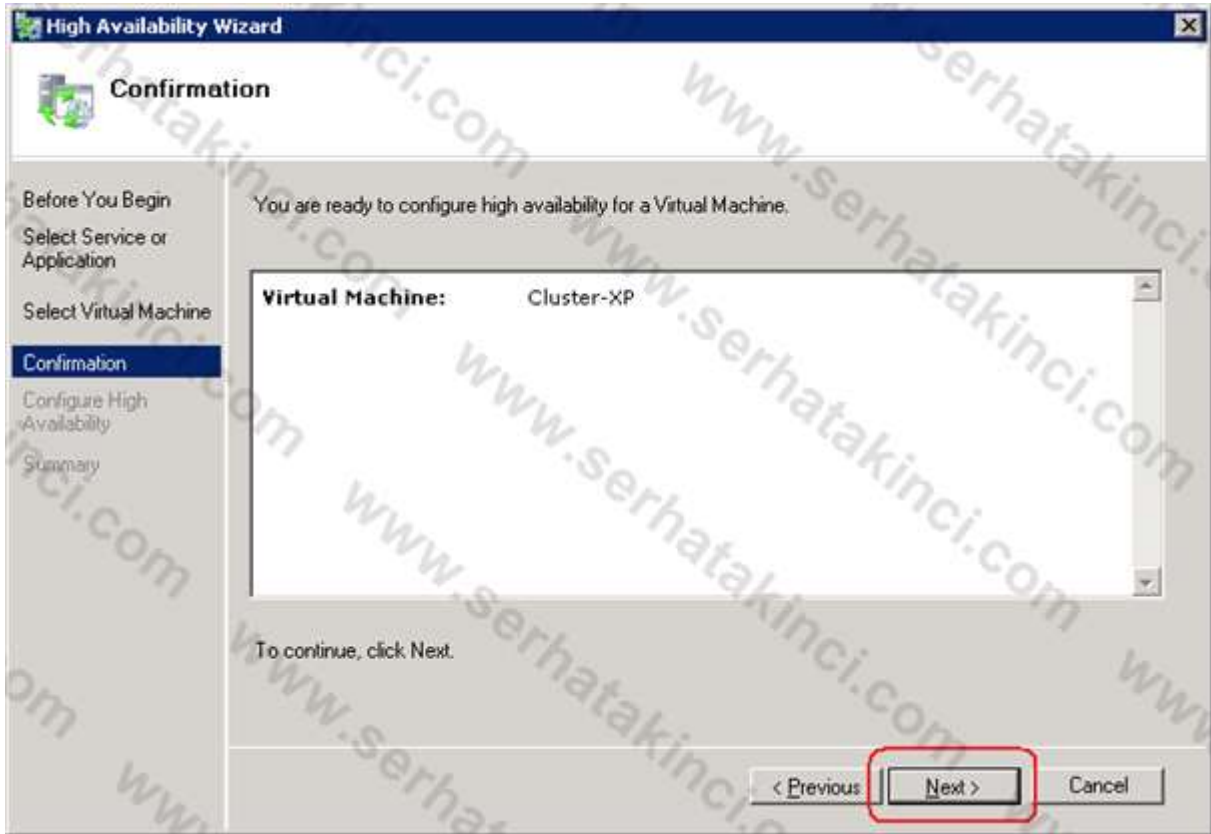 High Availability Wizard
Confirmation
Before You Begin
Select Service or
Application
Select Virtual Machine
Confirmation
Configure High
Availability
Summary
You are ready to configure high availability for a Virtual Machine.
Virtual Machine: Cluster-XP
To continue, click Next.
< Previous
Next >
Cancel
www.serhatakinci.com